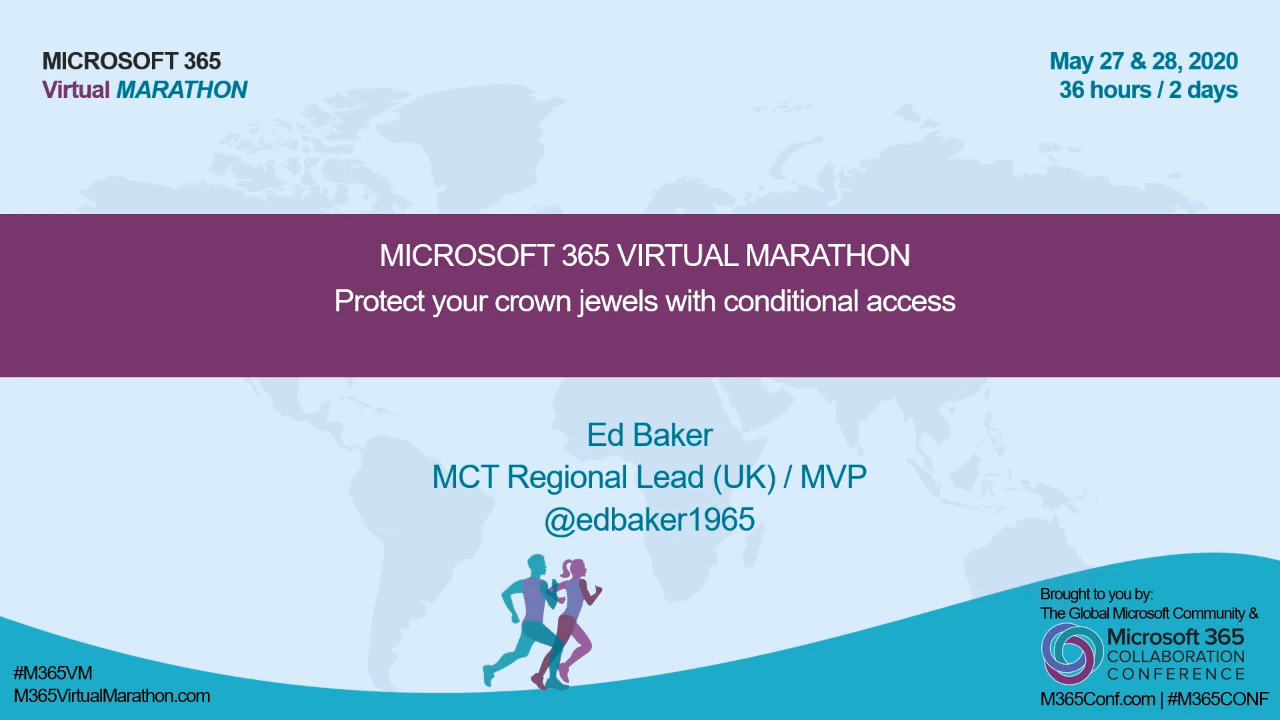 MICROSOFT 365
Virtual MARATHON
May 27 & 28, 2020
36 hours / 2 days
MICROSOFT 365 VIRTUAL MARATHON
Protect your crown jewels with conditional access
Ed Baker
MCT Regional Lead (UK) / MVP
@edbaker1965
#M365VM
M365VirtualMarathon.com
Brought to you by:
The Global Microsoft Community &
Microsoft 365
COLLABORATION
CONFERENCE
M365Conf.com | #M365CONF